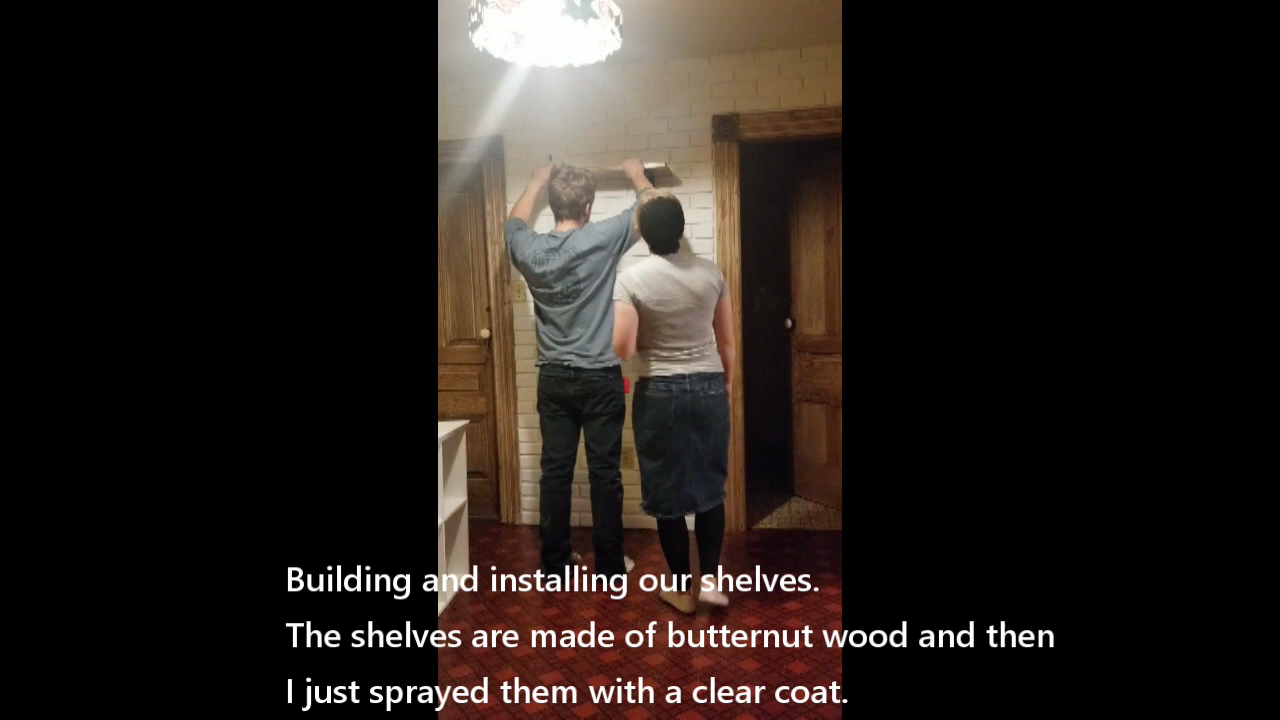 Building and installing our shelves.
The shelves are made of butternut wood and then
I just sprayed them with a clear coat.